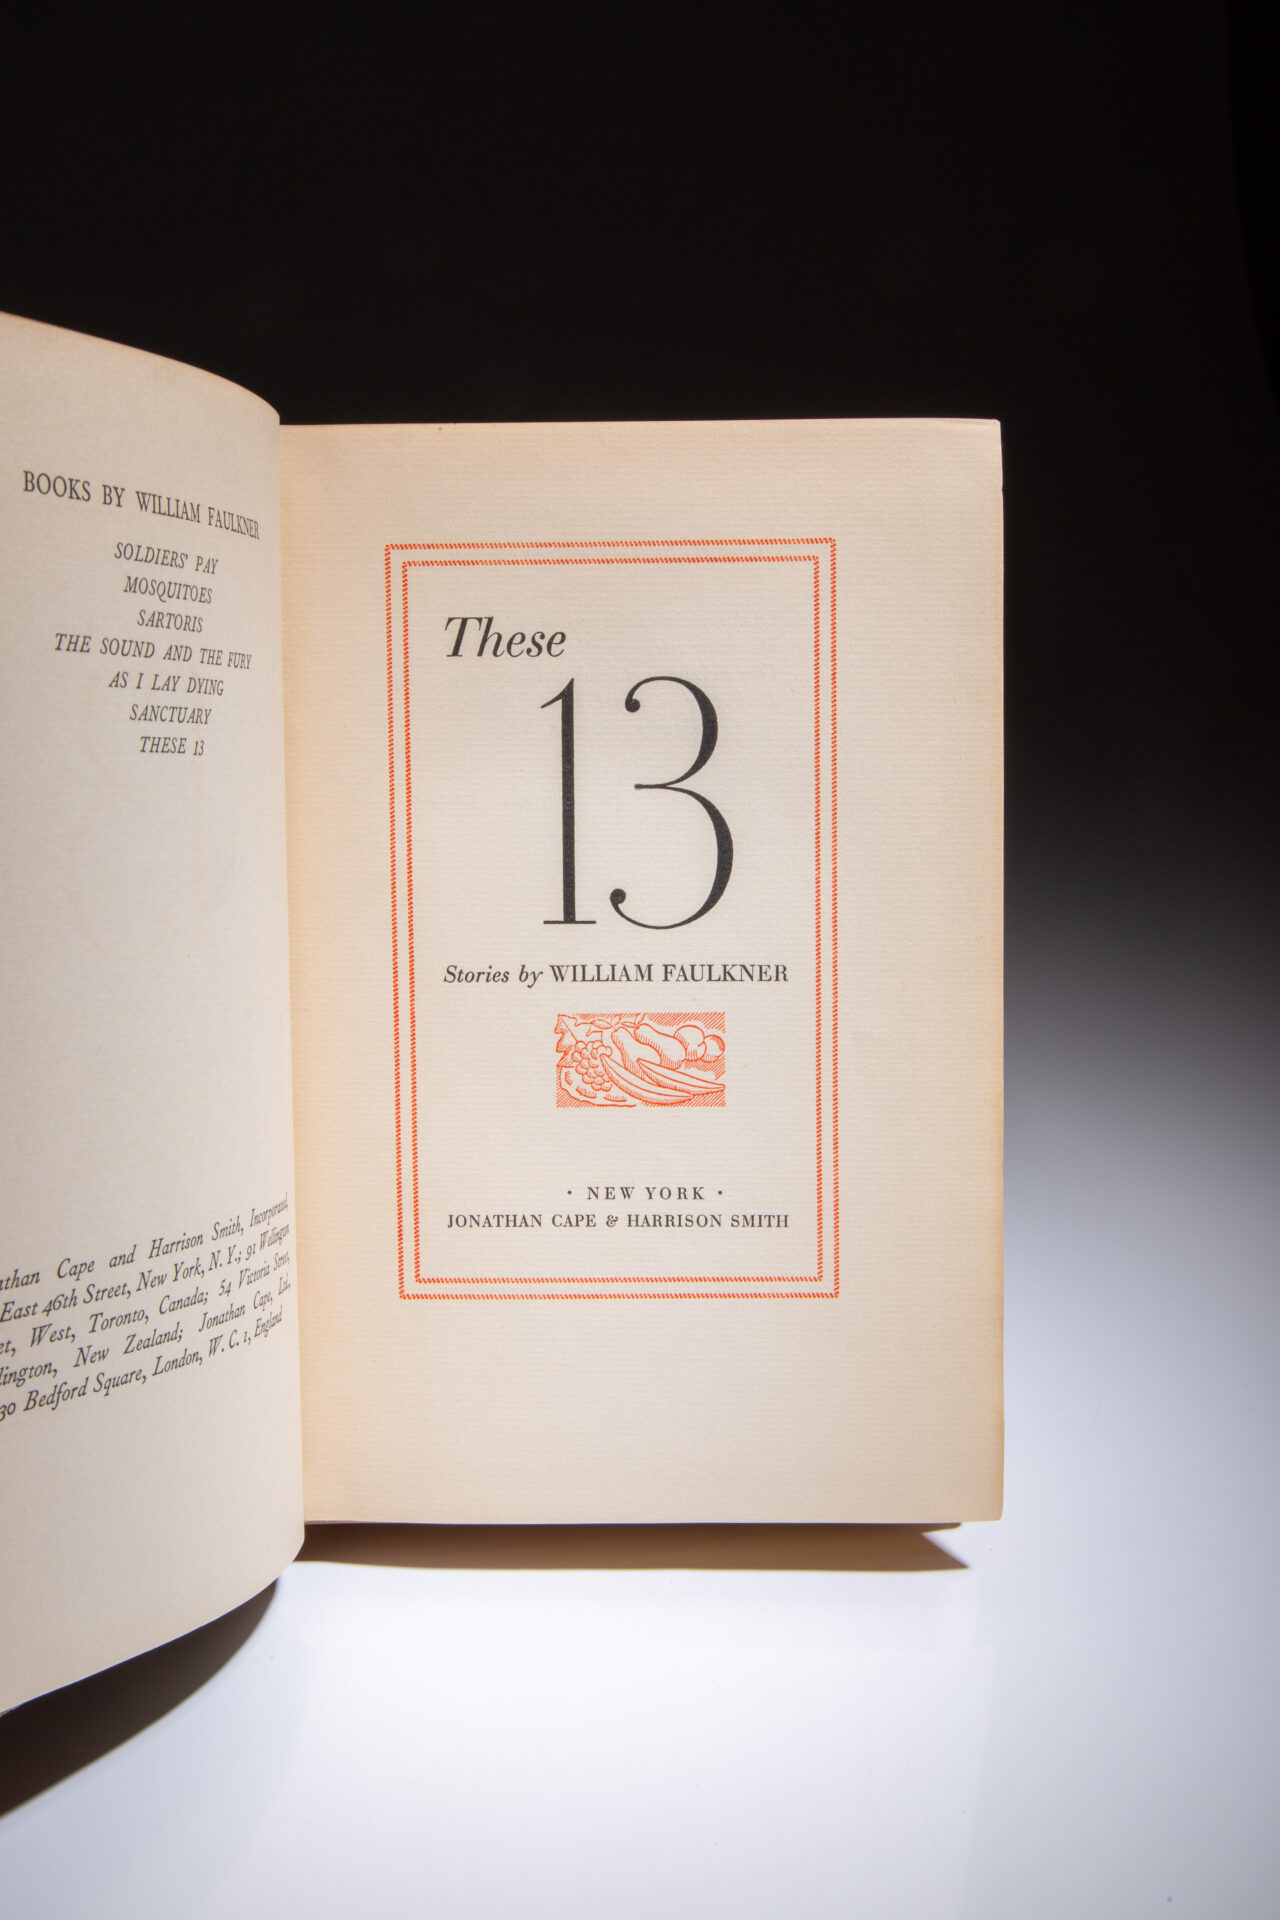 BOOKS BY WILLIAM FAULKNER
SOLDIERS' PAY
MOSQUITOES
SARTORIS
THE SOUND AND THE FURY
AS I LAY DYING
SANCTUARY
THESE 13
Cape and Harrison Smith, Incorporated,
East 46th Street, New York, N. Y.; 91 Wellington
West, Toronto, Canada; 54 Victoria Street,
New Zealand; Jonathan Cape, Ltd.,
30 Bedford Square, London, W. C. 1, England
These
13
Stories by WILLIAM FAULKNER
· NEW YORK ·
JONATHAN CAPE & HARRISON SMITH